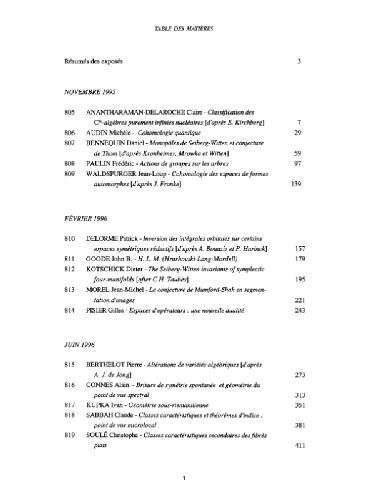 TABLE DES MATIÈRES
Résumés des exposés 3
NOVEMBRE 1995
805 ANANTHARAMAN-DELAROCHE Claire - Classification des
C*-algèbres purement infinies nucléaires [d'après E. Kirchberg] 7
806 AUDIN Michèle - Cohomologie quantique 29
807 BENNEQUIN Daniel - Monopôles de Seiberg-Witten et conjecture
de Thom [d'après Kronheimer, Mrowka et Witten] 59
808 PAULIN Frédéric - Actions de groupes sur les arbres 97
809 WALDSPURGER Jean-Loup - Cohomologie des espaces de formes
automorphes [d'après J. Franke] 139
FÉVRIER 1996
810 DELORME Patrick - Inversion des intégrales orbitales sur certains
espaces symétriques réductifs [d'après A. Bouaziz et P. Harinck] 157
811 GOODE John B. - H. L. M. (Hrushovski-Lang-Mordell) 179
812 KOTSCHICK Dieter - The Seiberg-Witten invariants of symplectic
four-manifolds [after C.H. Taubes] 195
813 MOREL Jean-Michel - La conjecture de Mumford-Shah en segmen-
tation d'images 221
814 PISIER Gilles - Espaces d'opérateurs : une nouvelle dualité 243
JUIN 1996
815 BERTHELOT Pierre - Altérations de variétés algébriques [d'après
A. J. de Jong] 273
816 CONNES Alain - Brisure de symétrie spontanée et géométrie du
point de vue spectral 313
817 KUPKA Ivan - Géométrie sous-riemannienne 351
818 SABBAH Claude - Classes caractéristiques et théorèmes d'indice :
point de vue microlocal 381
819 SOULÉ Christophe - Classes caractéristiques secondaires des fibrés
plats 411
1